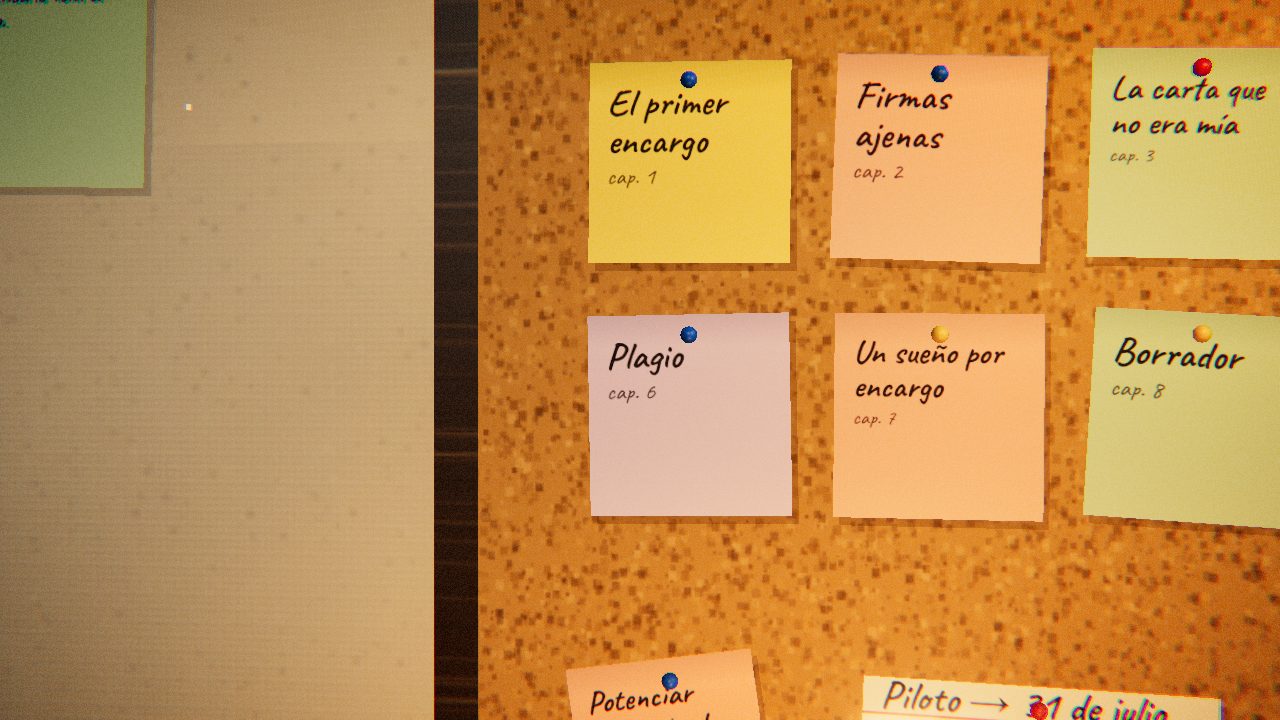 El primer
encargo
cap. 1
Firmas
ajenas
cap. 2
La carta que
no era mía
cap. 3
Plagio
cap. 6
Un sueño por
encargo
cap. 7
Borrador
cap. 8
Potenciar
Piloto → 31 de julio